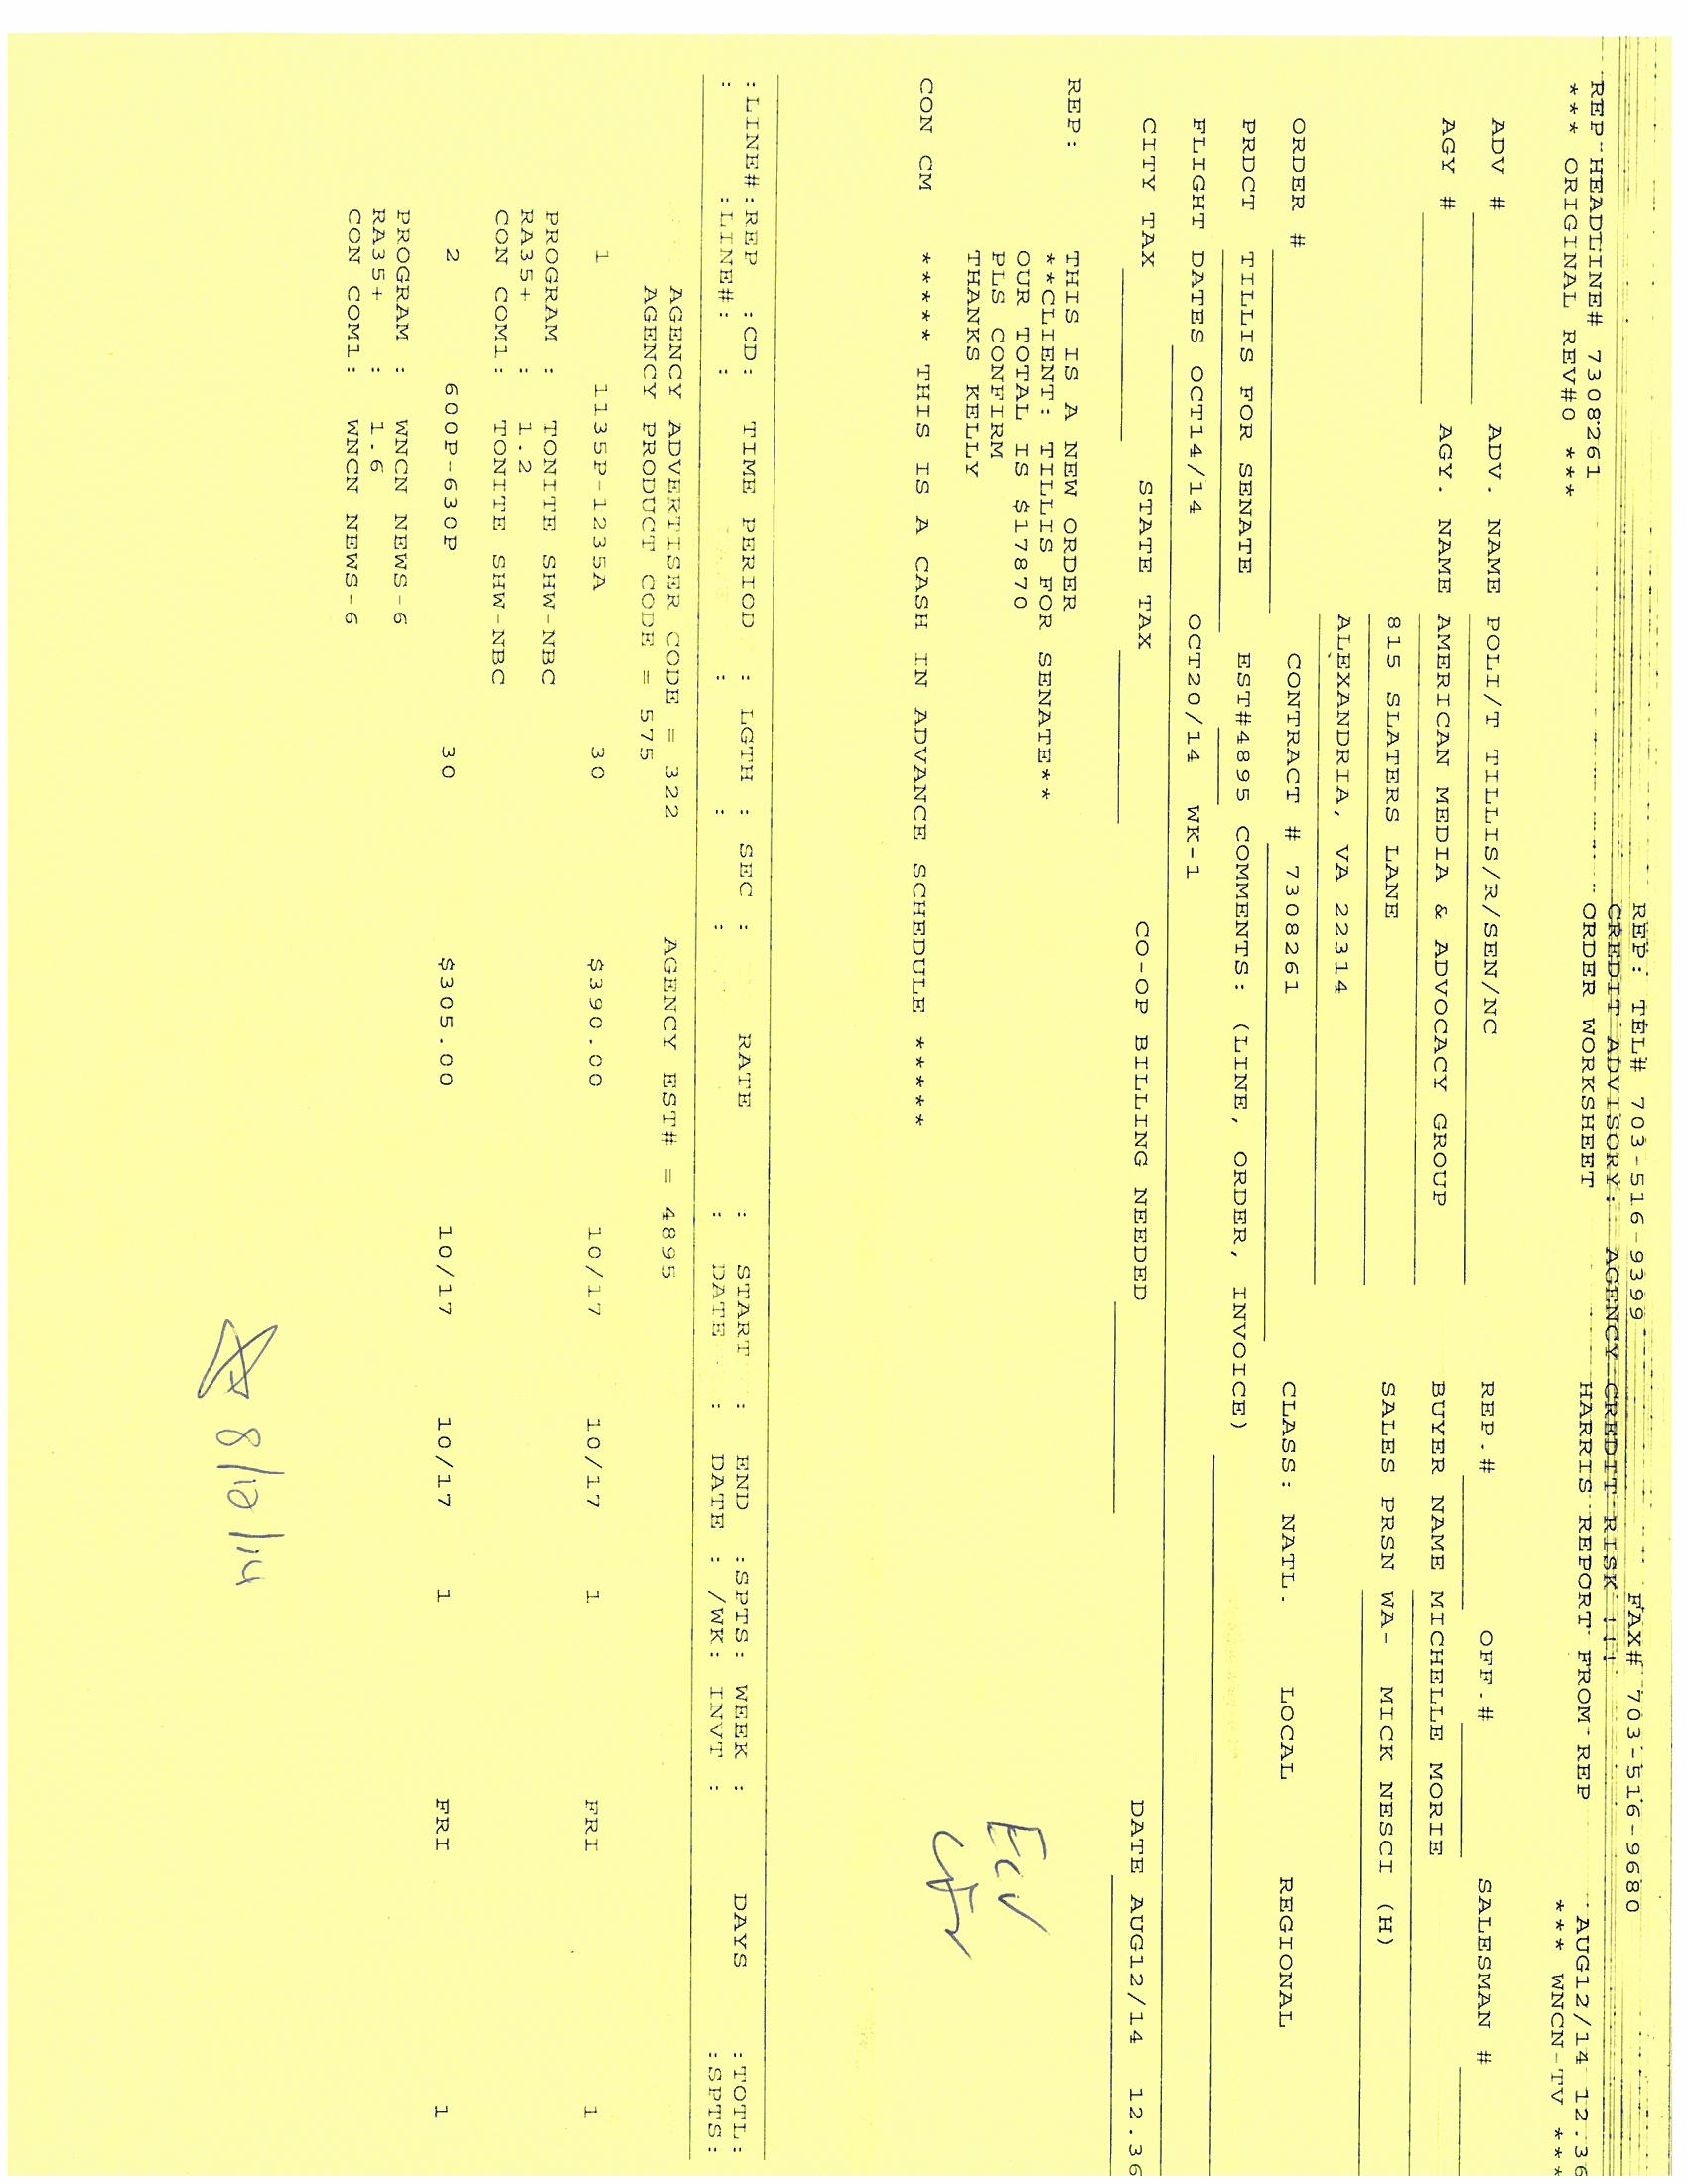 REP: TEL# 703-516-9399 FAX# 703-516-9680
CREDIT ADVISORY: AGENCY CREDIT RISK !!!
REP HEADLINE# 7308261 ORDER WORKSHEET HARRIS REPORT FROM REP AUG12/14 12.36
*** ORIGINAL REV#0 *** *** WNCN-TV ***
ADV # ADV. NAME POLI/T TILLIS/R/SEN/NC REP.# OFF.# SALESMAN #
AGY # AGY. NAME AMERICAN MEDIA & ADVOCACY GROUP BUYER NAME MICHELLE MORIE
815 SLATERS LANE SALES PRSN WA- MICK NESCI (H)
ALEXANDRIA, VA 22314
ORDER # CONTRACT # 7308261 CLASS: NATL. LOCAL REGIONAL
PRDCT TILLIS FOR SENATE EST#4895 COMMENTS: (LINE, ORDER, INVOICE)
FLIGHT DATES OCT14/14 OCT20/14 WK-1
CITY TAX STATE TAX CO-OP BILLING NEEDED DATE AUG12/14 12.36
REP: THIS IS A NEW ORDER
**CLIENT: TILLIS FOR SENATE**
OUR TOTAL IS $17870
PLS CONFIRM
THANKS KELLY
CON CM ***** THIS IS A CASH IN ADVANCE SCHEDULE *****
:LINE#:REP :CD: TIME PERIOD : LGTH : SEC : RATE : START : END :SPTS: WEEK : DAYS :TOTL:
: :LINE#: : : : : : DATE : DATE : /WK: INVT : :SPTS:
AGENCY ADVERTISER CODE = 322 AGENCY EST# = 4895
AGENCY PRODUCT CODE = 575
1 1135P-1235A 30 $390.00 10/17 10/17 1 FRI 1
PROGRAM : TONITE SHW-NBC
RA35+ : 1.2
CON COM1: TONITE SHW-NBC
2 600P-630P 30 $305.00 10/17 10/17 1 FRI 1
PROGRAM : WNCN NEWS-6
RA35+ : 1.6
CON COM1: WNCN NEWS-6
8/12/14